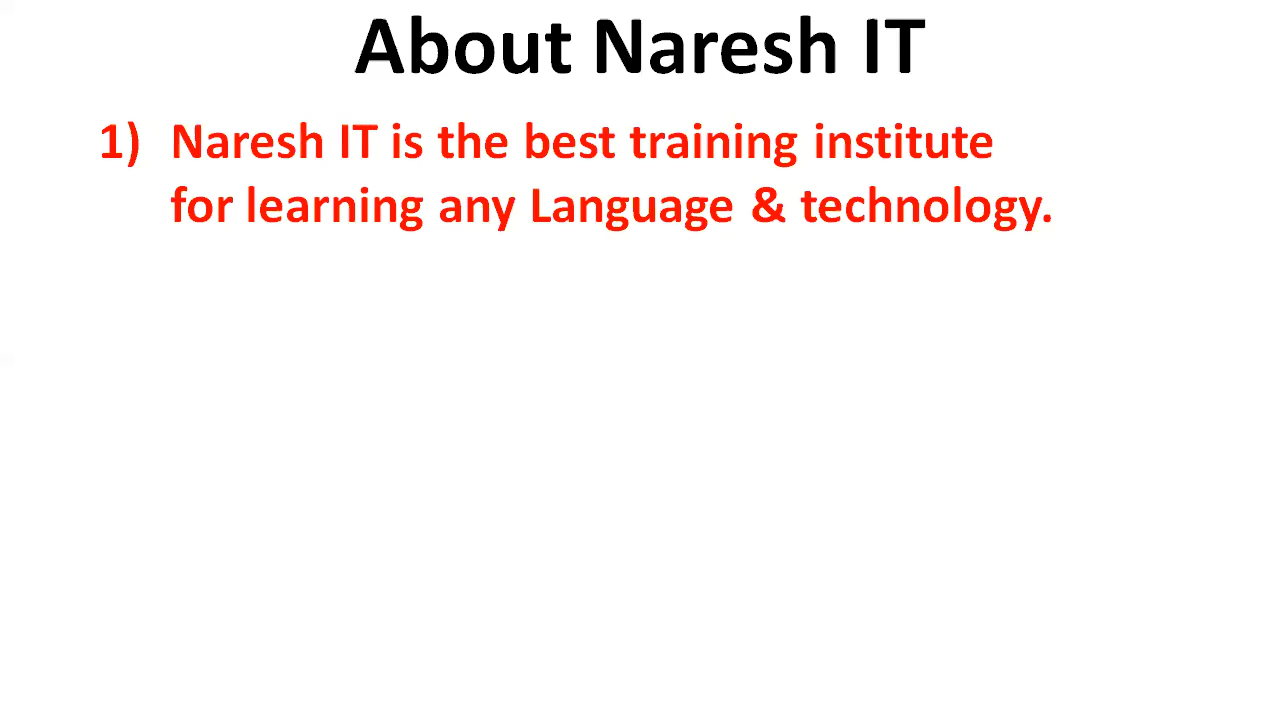 About Naresh IT
1) Naresh IT is the best training institute
for learning any Language & technology.